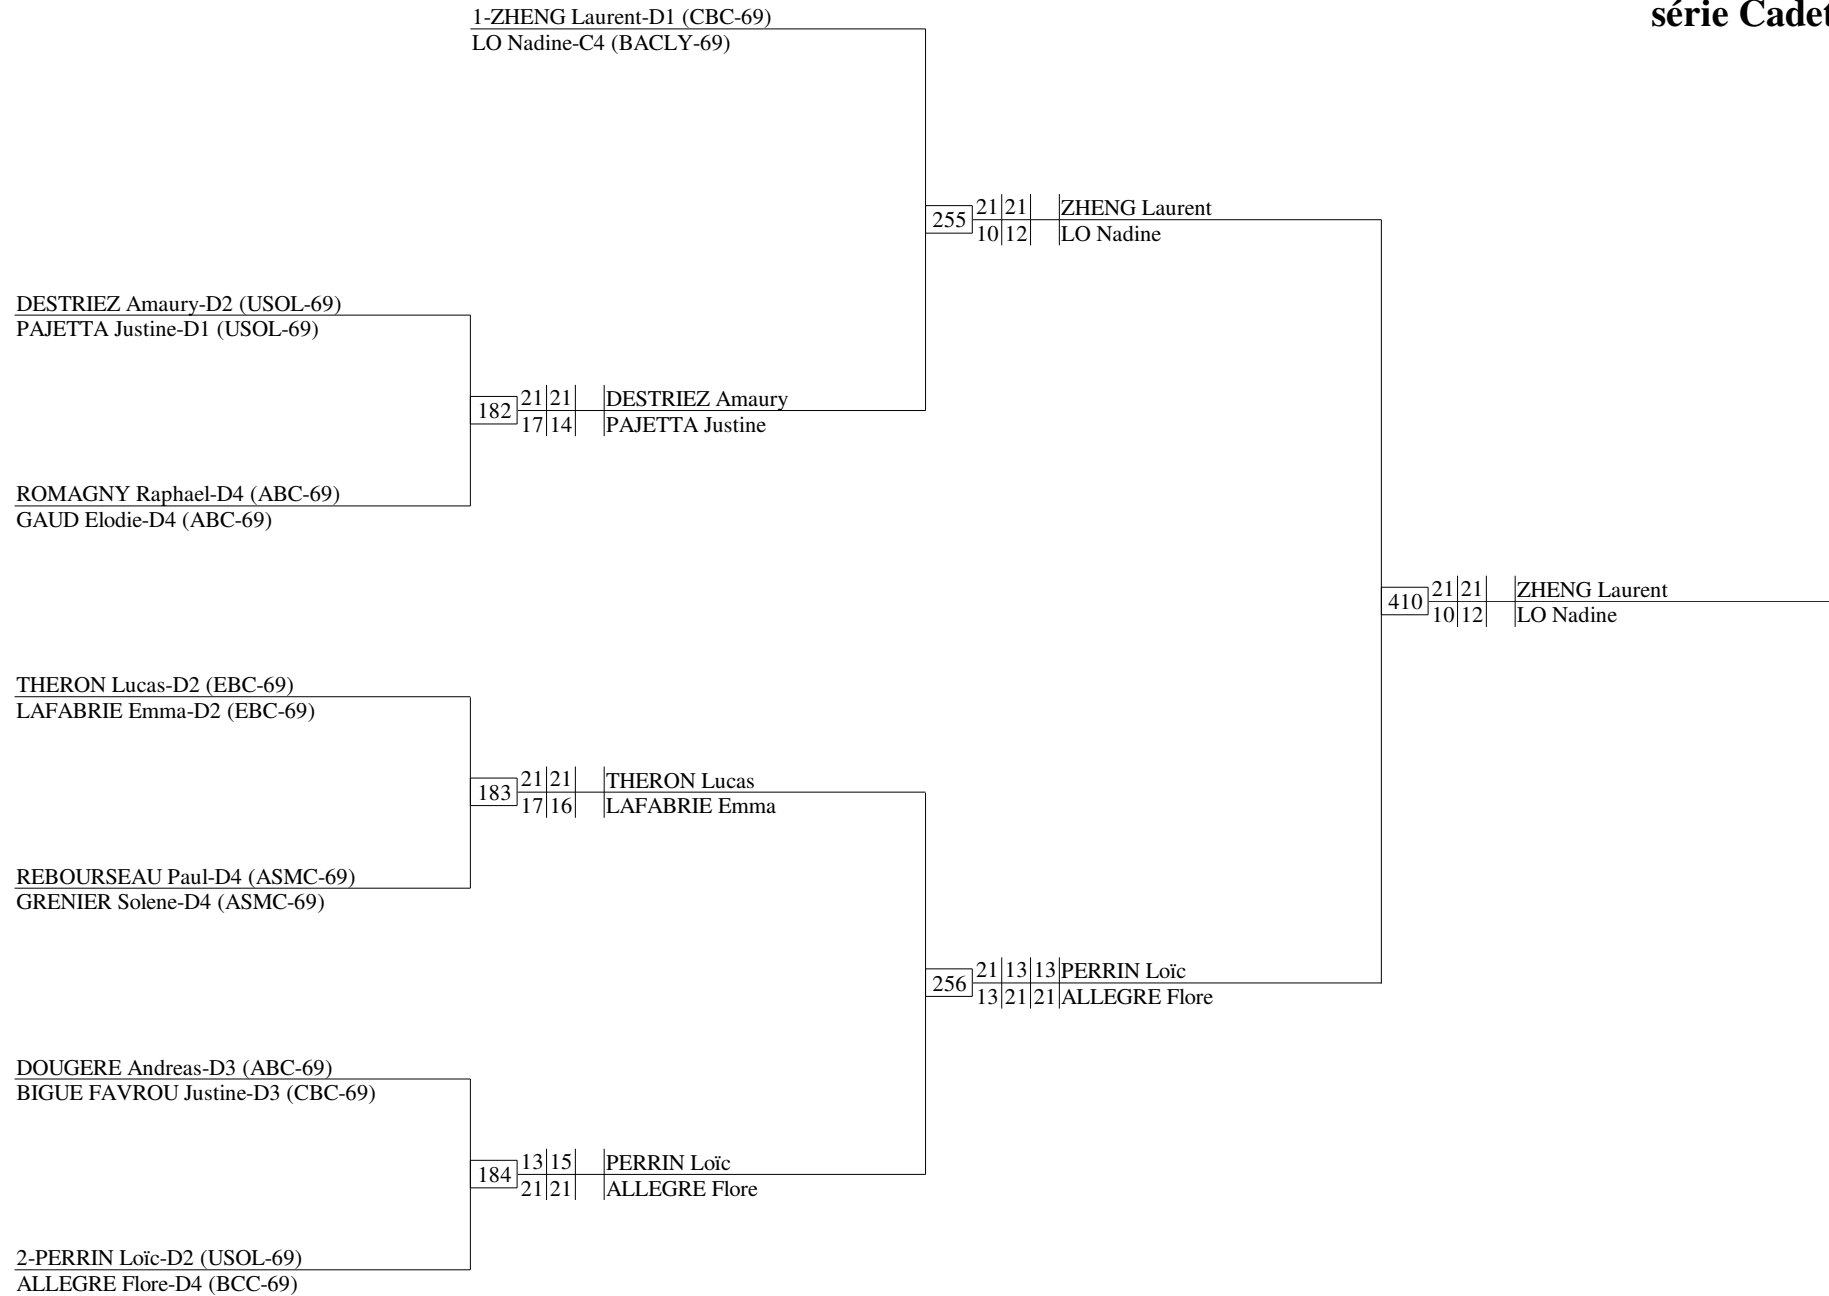 série Cadet
1-ZHENG Laurent-D1 (CBC-69)
LO Nadine-C4 (BACLY-69)
255 21 21 ZHENG Laurent
10 12 LO Nadine
DESTRIEZ Amaury-D2 (USOL-69)
PAJETTA Justine-D1 (USOL-69)
182 21 21 DESTRIEZ Amaury
17 14 PAJETTA Justine
ROMAGNY Raphael-D4 (ABC-69)
GAUD Elodie-D4 (ABC-69)
410 21 21 ZHENG Laurent
10 12 LO Nadine
THERON Lucas-D2 (EBC-69)
LAFABRIE Emma-D2 (EBC-69)
183 21 21 THERON Lucas
17 16 LAFABRIE Emma
REBOURSEAU Paul-D4 (ASMC-69)
GRENIER Solene-D4 (ASMC-69)
256 21 13 13 PERRIN Loïc
13 21 21 ALLEGRE Flore
DOUGERE Andreas-D3 (ABC-69)
BIGUE FAVROU Justine-D3 (CBC-69)
184 13 15 PERRIN Loïc
21 21 ALLEGRE Flore
2-PERRIN Loïc-D2 (USOL-69)
ALLEGRE Flore-D4 (BCC-69)